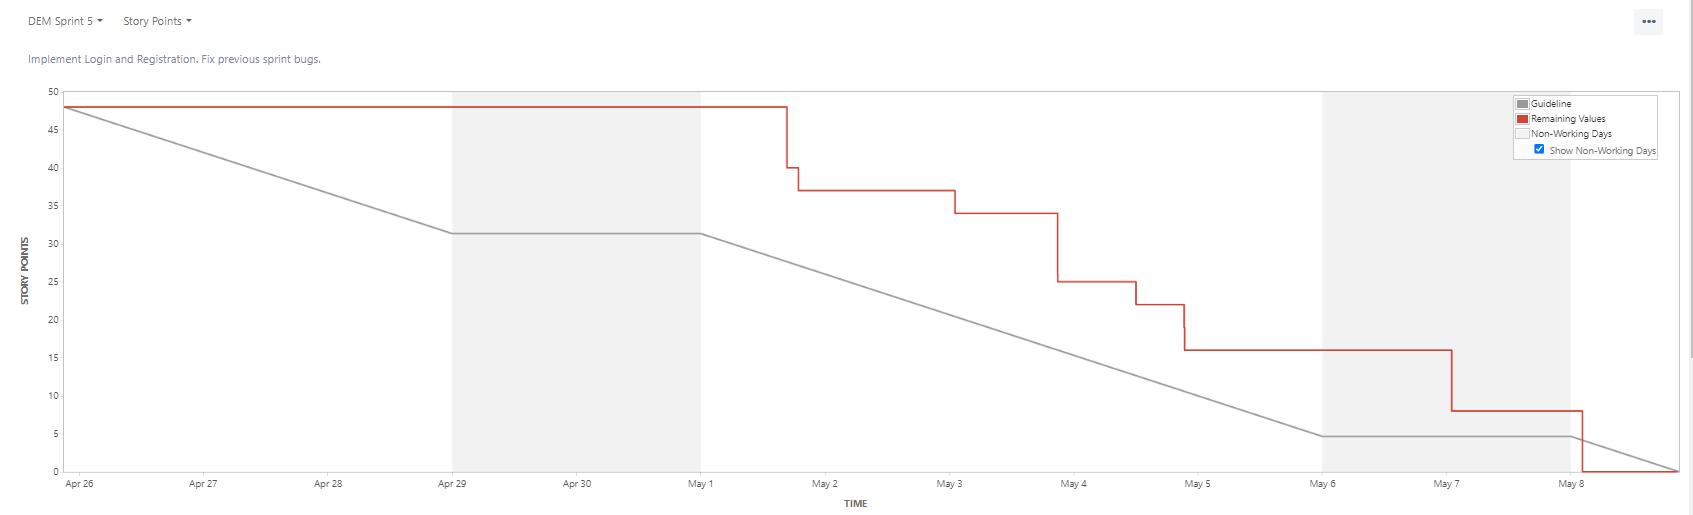 DEM Sprint 5 Story Points
Implement Login and Registration. Fix previous sprint bugs.
50
45
40
35
30
25
20
15
10
5
0
STORY POINTS
Guideline
Remaining Values
Non-Working Days
Show Non-Working Days
Apr 26 Apr 27 Apr 28 Apr 29 Apr 30 May 1 May 2 May 3 May 4 May 5 May 6 May 7 May 8
TIME